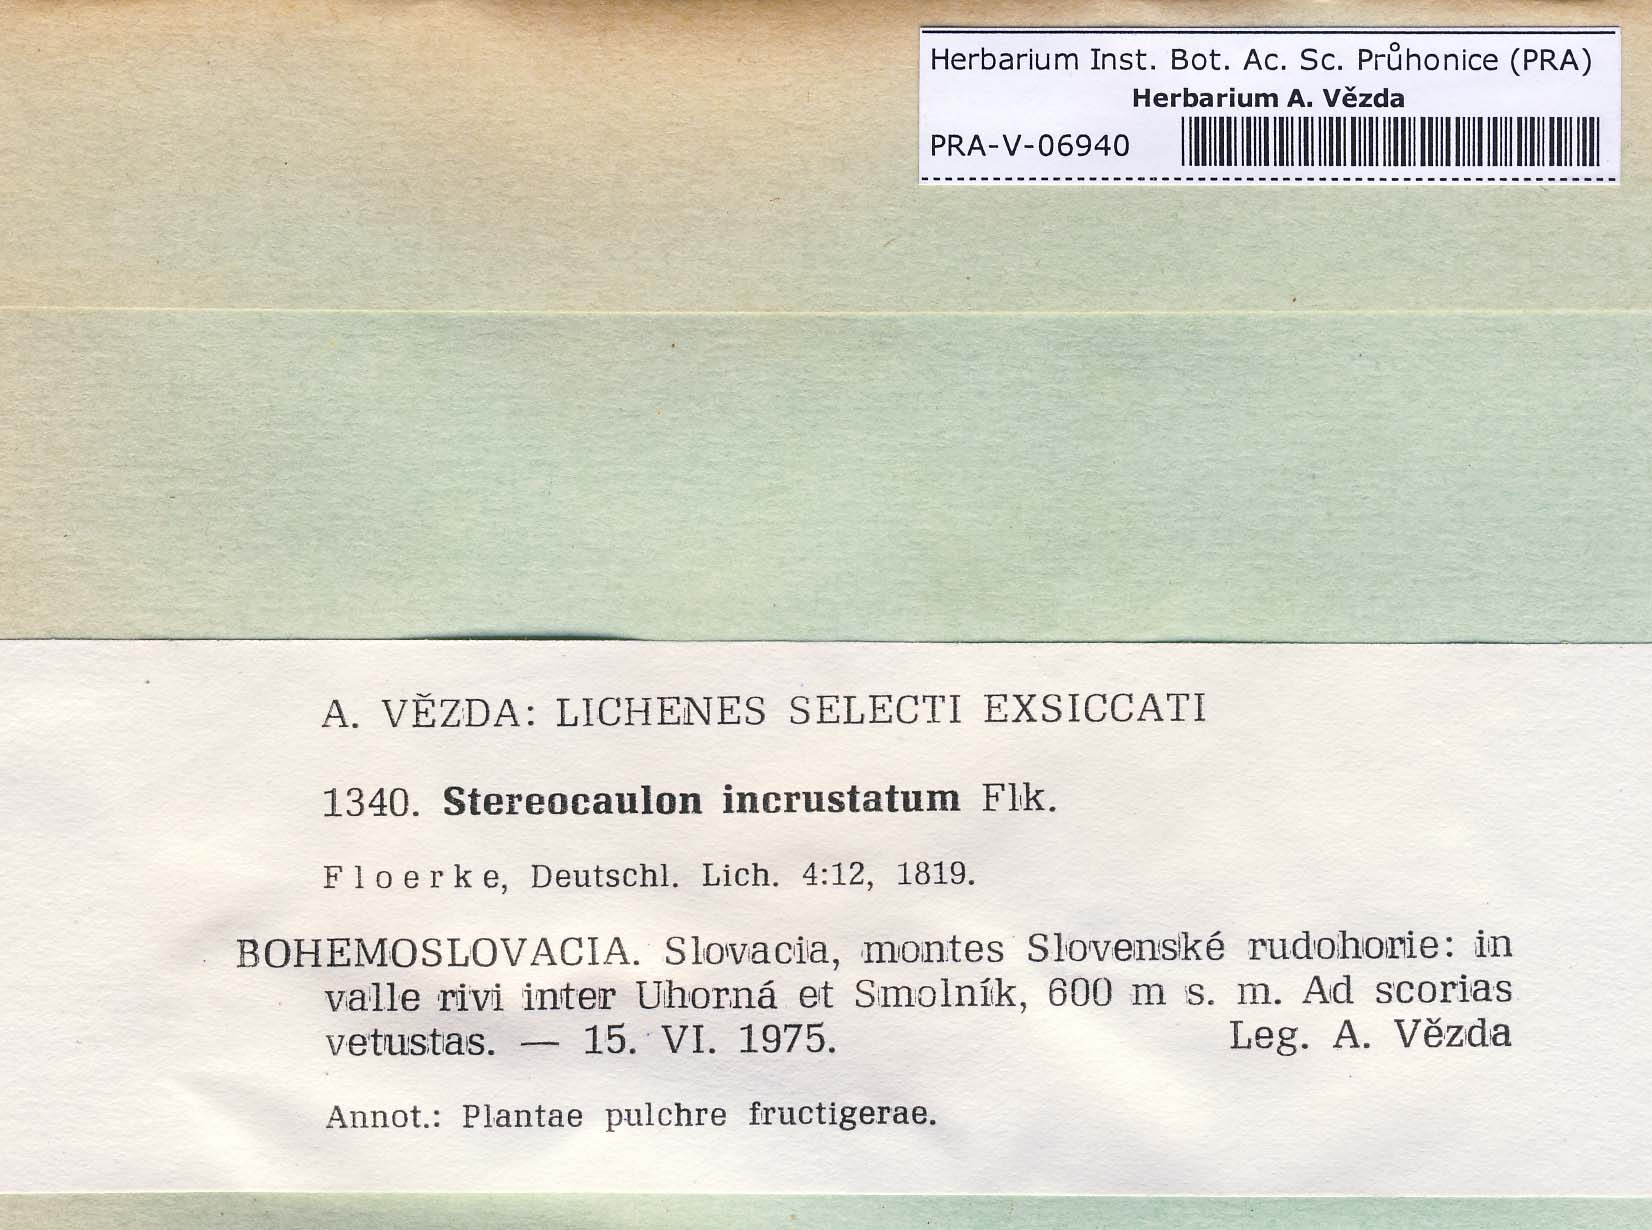 Herbarium Inst. Bot. Ac. Sc. Průhonice (PRA)
Herbarium A. Vězda
PRA-V-06940
A. VĚZDA: LICHENES SELECTI EXSICCATI
1340. Stereocaulon incrustatum Flk.
Floerke, Deutschl. Lich. 4:12, 1819.
BOHEMOSLOVACIA. Slovacia, montes Slovenské rudohorie: in
valle rivi inter Uhorná et Smolník, 600 m s. m. Ad scorias
vetustas. — 15. VI. 1975. Leg. A. Vězda
Annot.: Plantae pulchre fructigerae.